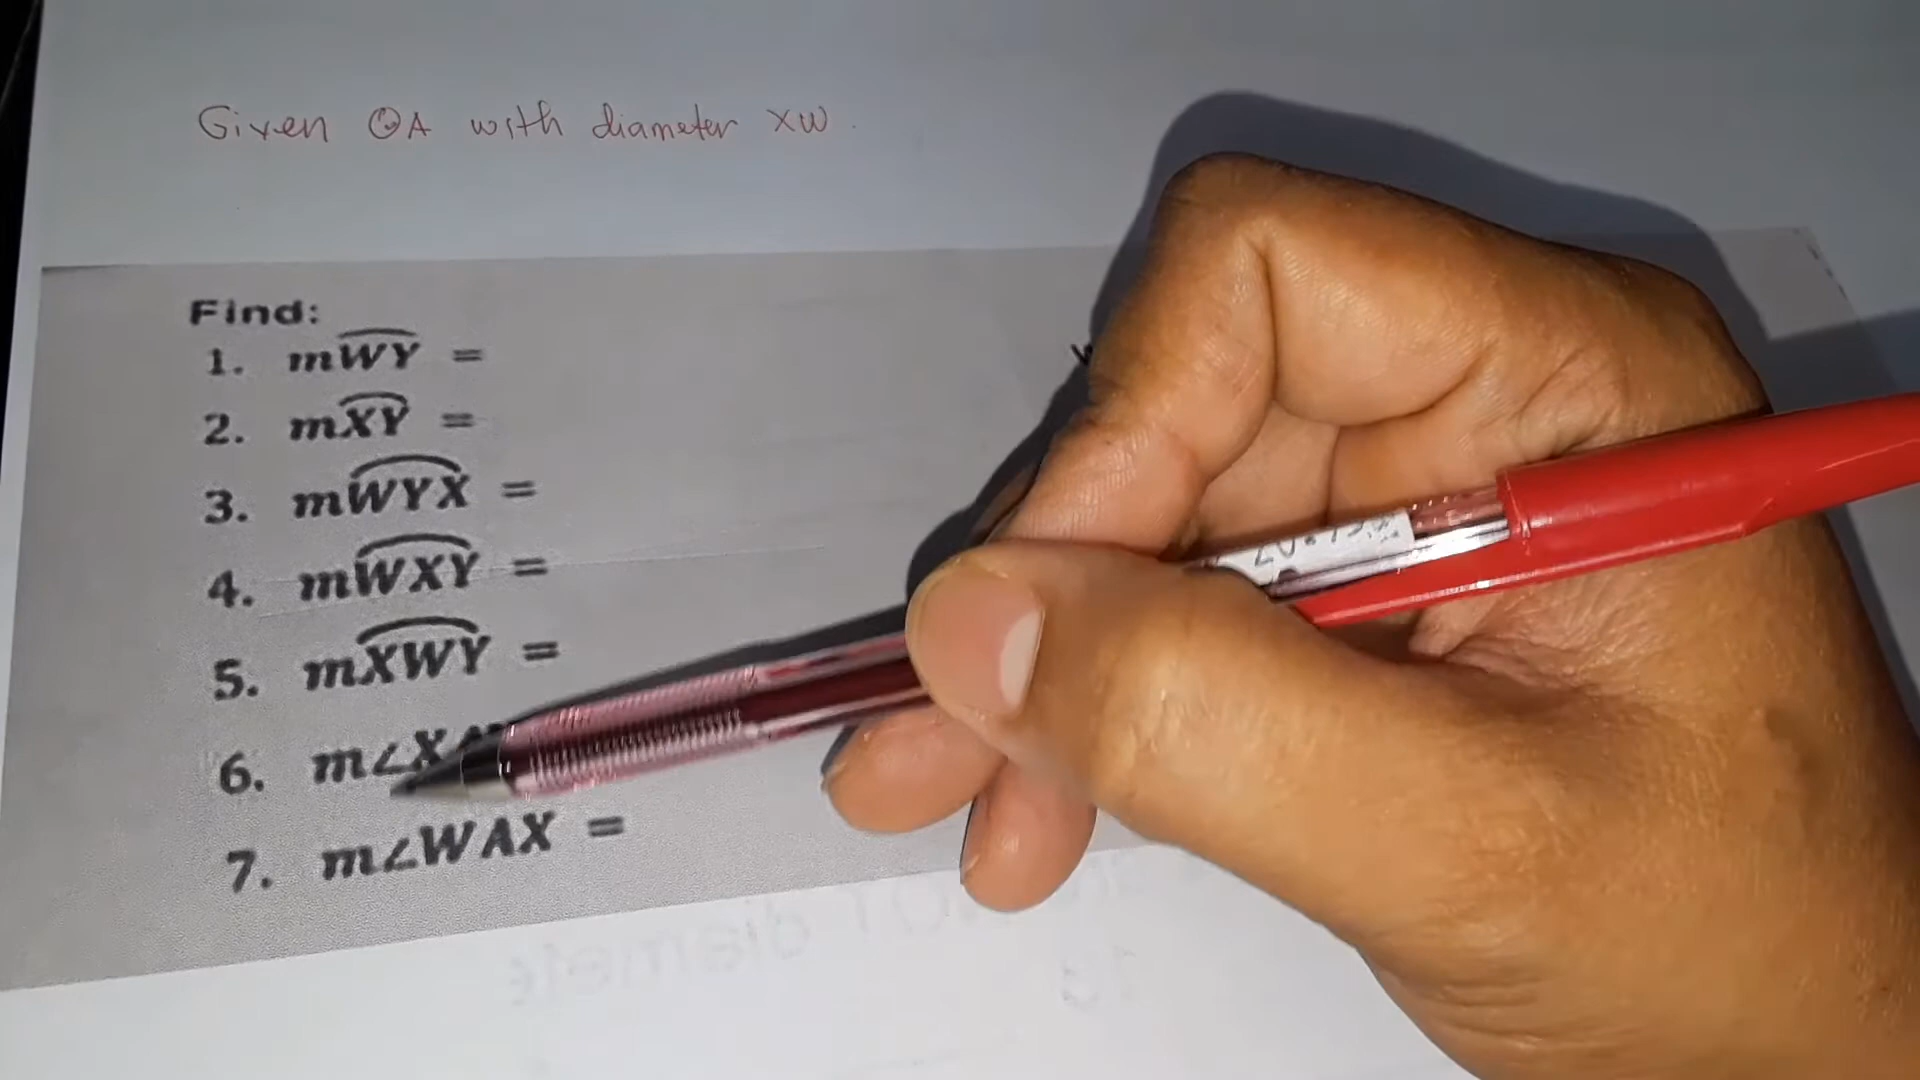 Given ⊙A with diameter XW.
Find:
1. mWY =
2. mXY =
3. mWYX =
4. mWXY =
5. mXWY =
6. m∠X
7. m∠WAX =